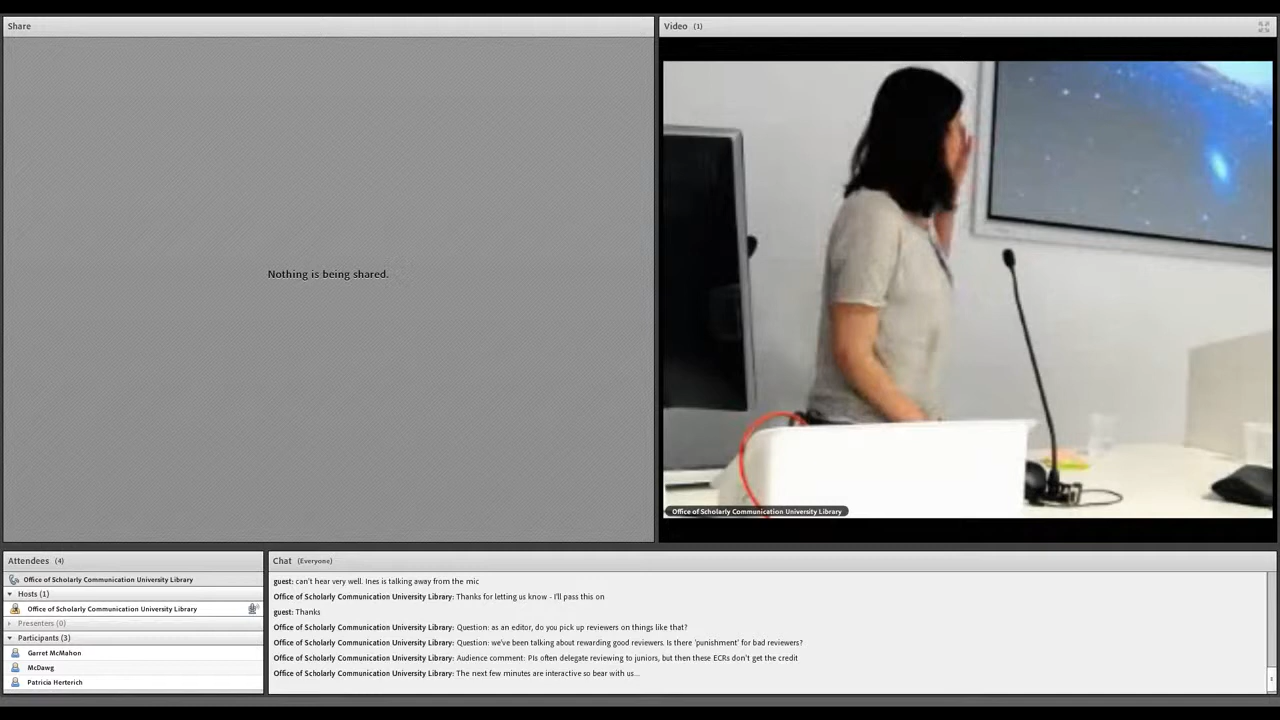 Share
Nothing is being shared.
Video (1)
Office of Scholarly Communication University Library
Attendees (4)
Office of Scholarly Communication University Library
Hosts (1)
Office of Scholarly Communication University Library
Presenters (0)
Participants (3)
Garret McMahon
McDawg
Patricia Herterich
Chat (Everyone)
guest: can't hear very well. Ines is talking away from the mic
Office of Scholarly Communication University Library: Thanks for letting us know - I'll pass this on
guest: Thanks
Office of Scholarly Communication University Library: Question: as an editor, do you pick up reviewers on things like that?
Office of Scholarly Communication University Library: Question: we've been talking about rewarding good reviewers. Is there 'punishment' for bad reviewers?
Office of Scholarly Communication University Library: Audience comment: PIs often delegate reviewing to juniors, but then these ECRs don't get the credit
Office of Scholarly Communication University Library: The next few minutes are interactive so bear with us...